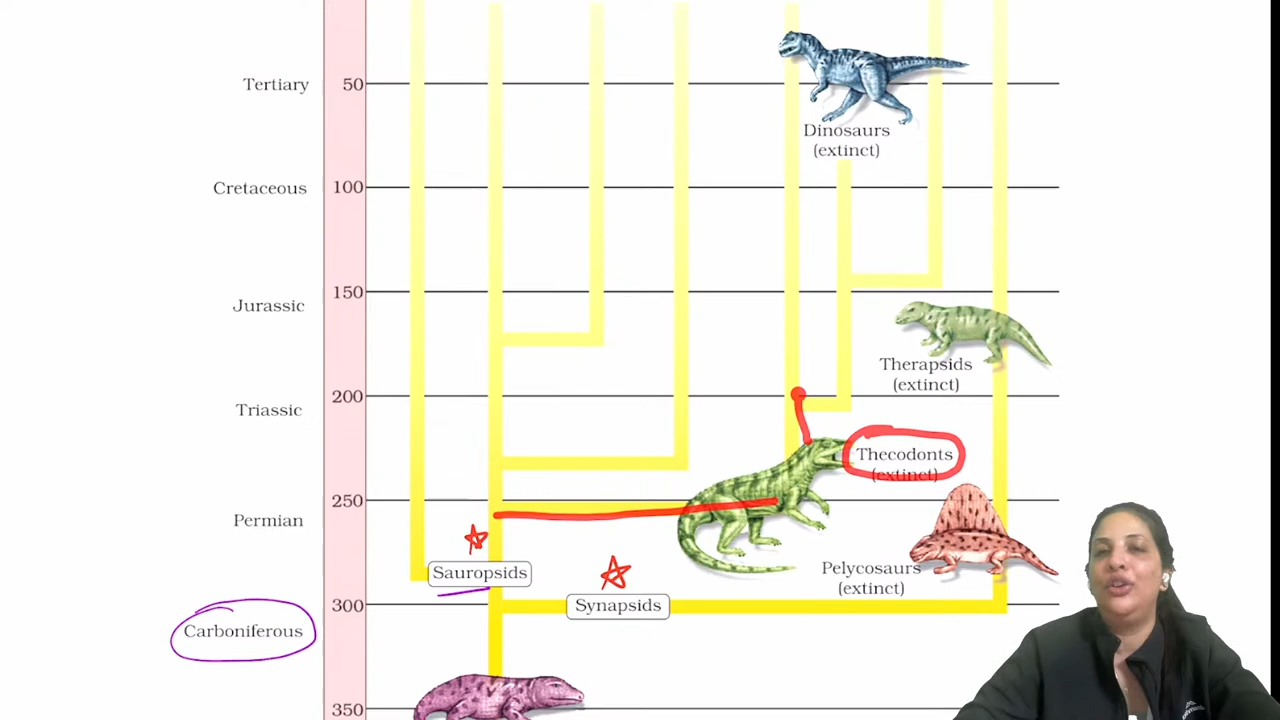 Tertiary
50
Dinosaurs
(extinct)
Cretaceous
100
Jurassic
150
Therapsids
(extinct)
200
Triassic
Thecodonts
(extinct)
250
Permian
Sauropsids
Pelycosaurs
(extinct)
Synapsids
300
Carboniferous
350